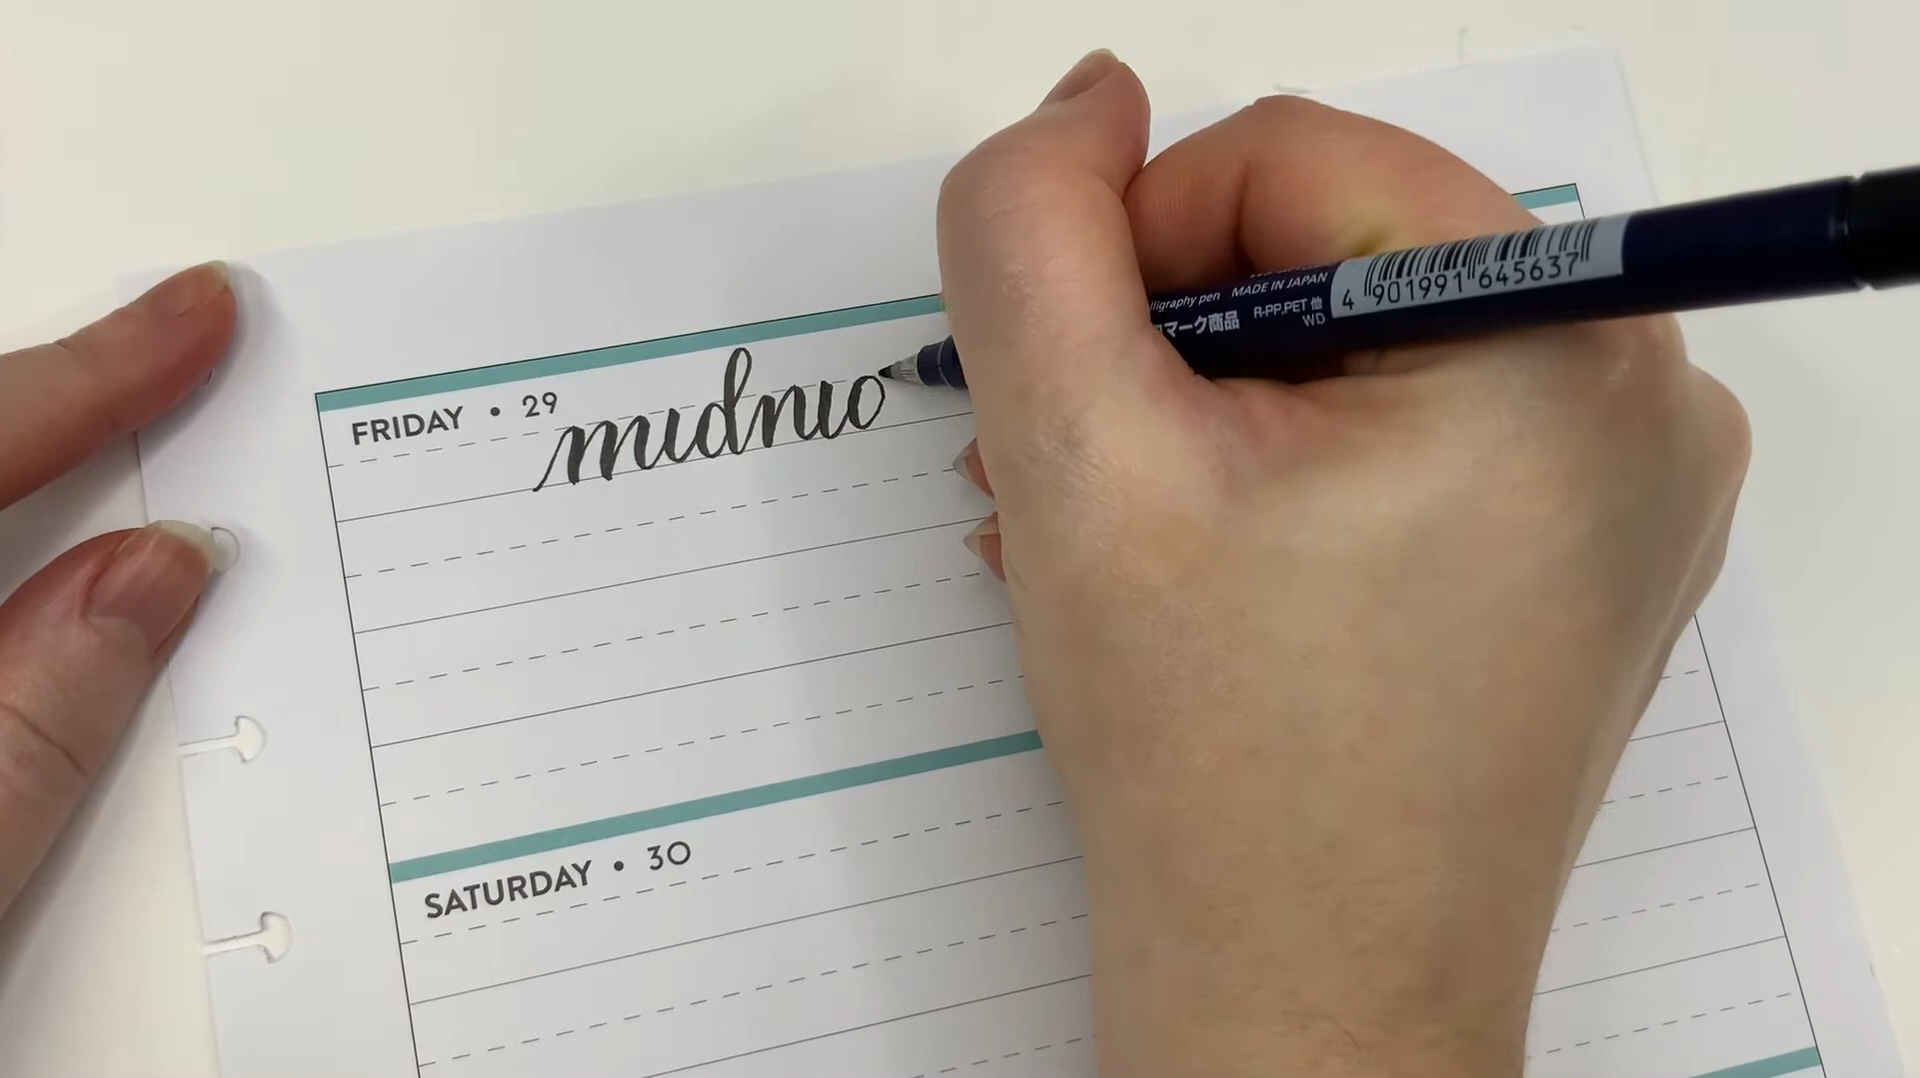 FRIDAY • 29
midnio
lligraphy pen MADE IN JAPAN
マーク商品 R-PP,PET 他
WD
4 901991 645637
SATURDAY • 30